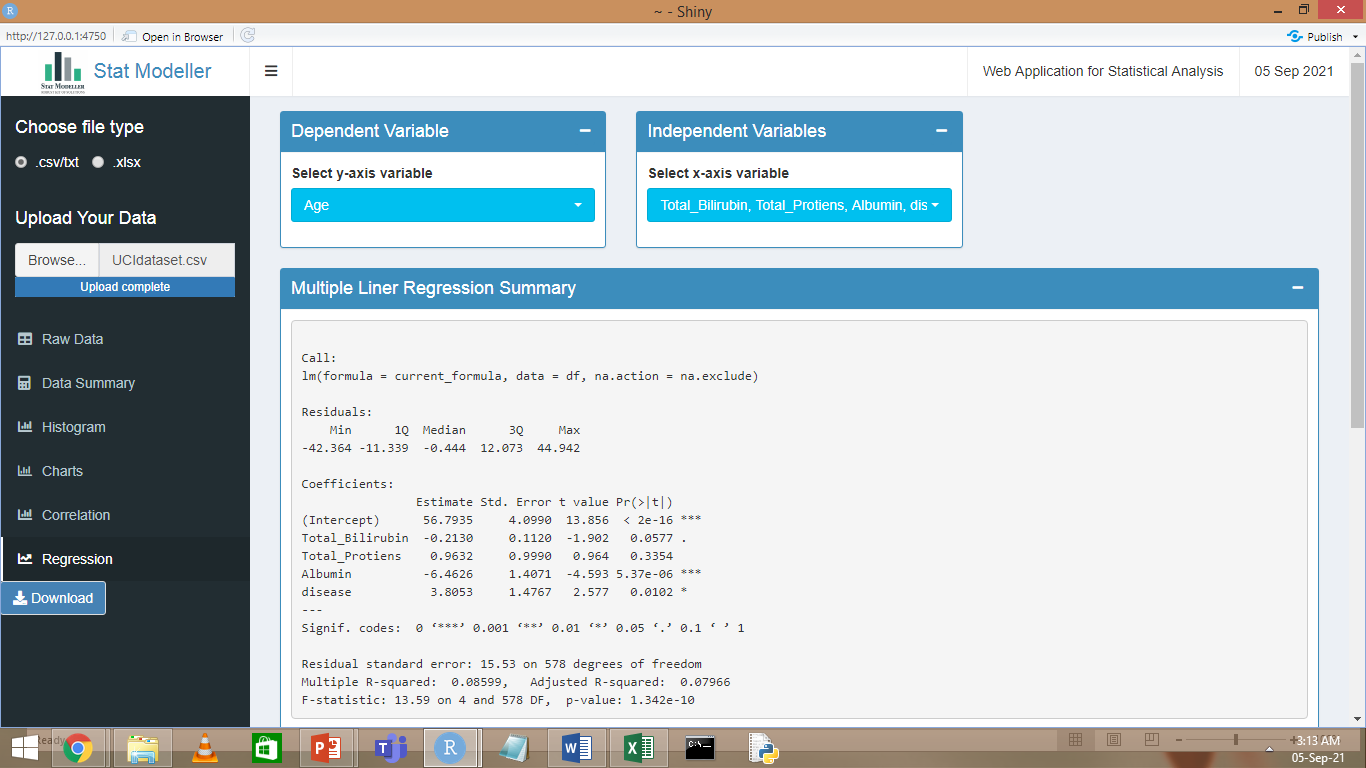 ~ - Shiny
http://127.0.0.1:4750 Open in Browser Publish
STAT MODELLER
Stat Modeller
Web Application for Statistical Analysis 05 Sep 2021
Choose file type
.csv/txt .xlsx
Upload Your Data
Browse... UCIdataset.csv
Upload complete
Raw Data
Data Summary
Histogram
Charts
Correlation
Regression
Download
Dependent Variable
Select y-axis variable
Age
Independent Variables
Select x-axis variable
Total_Bilirubin, Total_Protiens, Albumin, dis
Multiple Liner Regression Summary
Call:
lm(formula = current_formula, data = df, na.action = na.exclude)
Residuals:
Min 1Q Median 3Q Max
-42.364 -11.339 -0.444 12.073 44.942
Coefficients:
Estimate Std. Error t value Pr(>|t|)
(Intercept) 56.7935 4.0990 13.856 < 2e-16 ***
Total_Bilirubin -0.2130 0.1120 -1.902 0.0577 .
Total_Protiens 0.9632 0.9990 0.964 0.3354
Albumin -6.4626 1.4071 -4.593 5.37e-06 ***
disease 3.8053 1.4767 2.577 0.0102 *
---
Signif. codes: 0 ‘***’ 0.001 ‘**’ 0.01 ‘*’ 0.05 ‘.’ 0.1 ‘ ’ 1
Residual standard error: 15.53 on 578 degrees of freedom
Multiple R-squared: 0.08599, Adjusted R-squared: 0.07966
F-statistic: 13.59 on 4 and 578 DF, p-value: 1.342e-10
3:13 AM
05-Sep-21